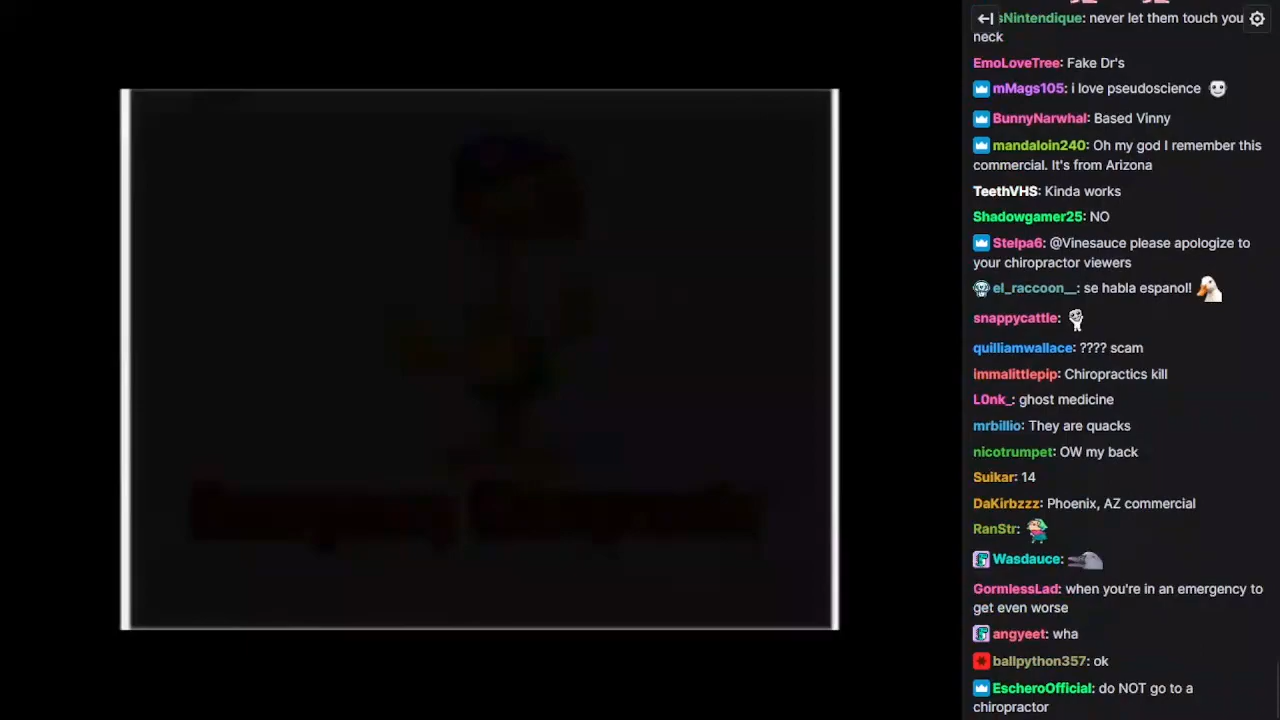 sNintendique: never let them touch you
neck
EmoLoveTree: Fake Dr's
mMags105: i love pseudoscience
BunnyNarwhal: Based Vinny
mandaloin240: Oh my god I remember this
commercial. It's from Arizona
TeethVHS: Kinda works
Shadowgamer25: NO
Stelpa6: @Vinesauce please apologize to
your chiropractor viewers
el_raccoon__: se habla espanol!
snappycattle:
quilliamwallace: ???? scam
immalittlepip: Chiropractics kill
L0nk_: ghost medicine
mrbillio: They are quacks
nicotrumpet: OW my back
Suikar: 14
DaKirbzzz: Phoenix, AZ commercial
RanStr:
Wasdauce:
GormlessLad: when you're in an emergency to
get even worse
angyeet: wha
ballpython357: ok
EscheroOfficial: do NOT go to a
chiropractor